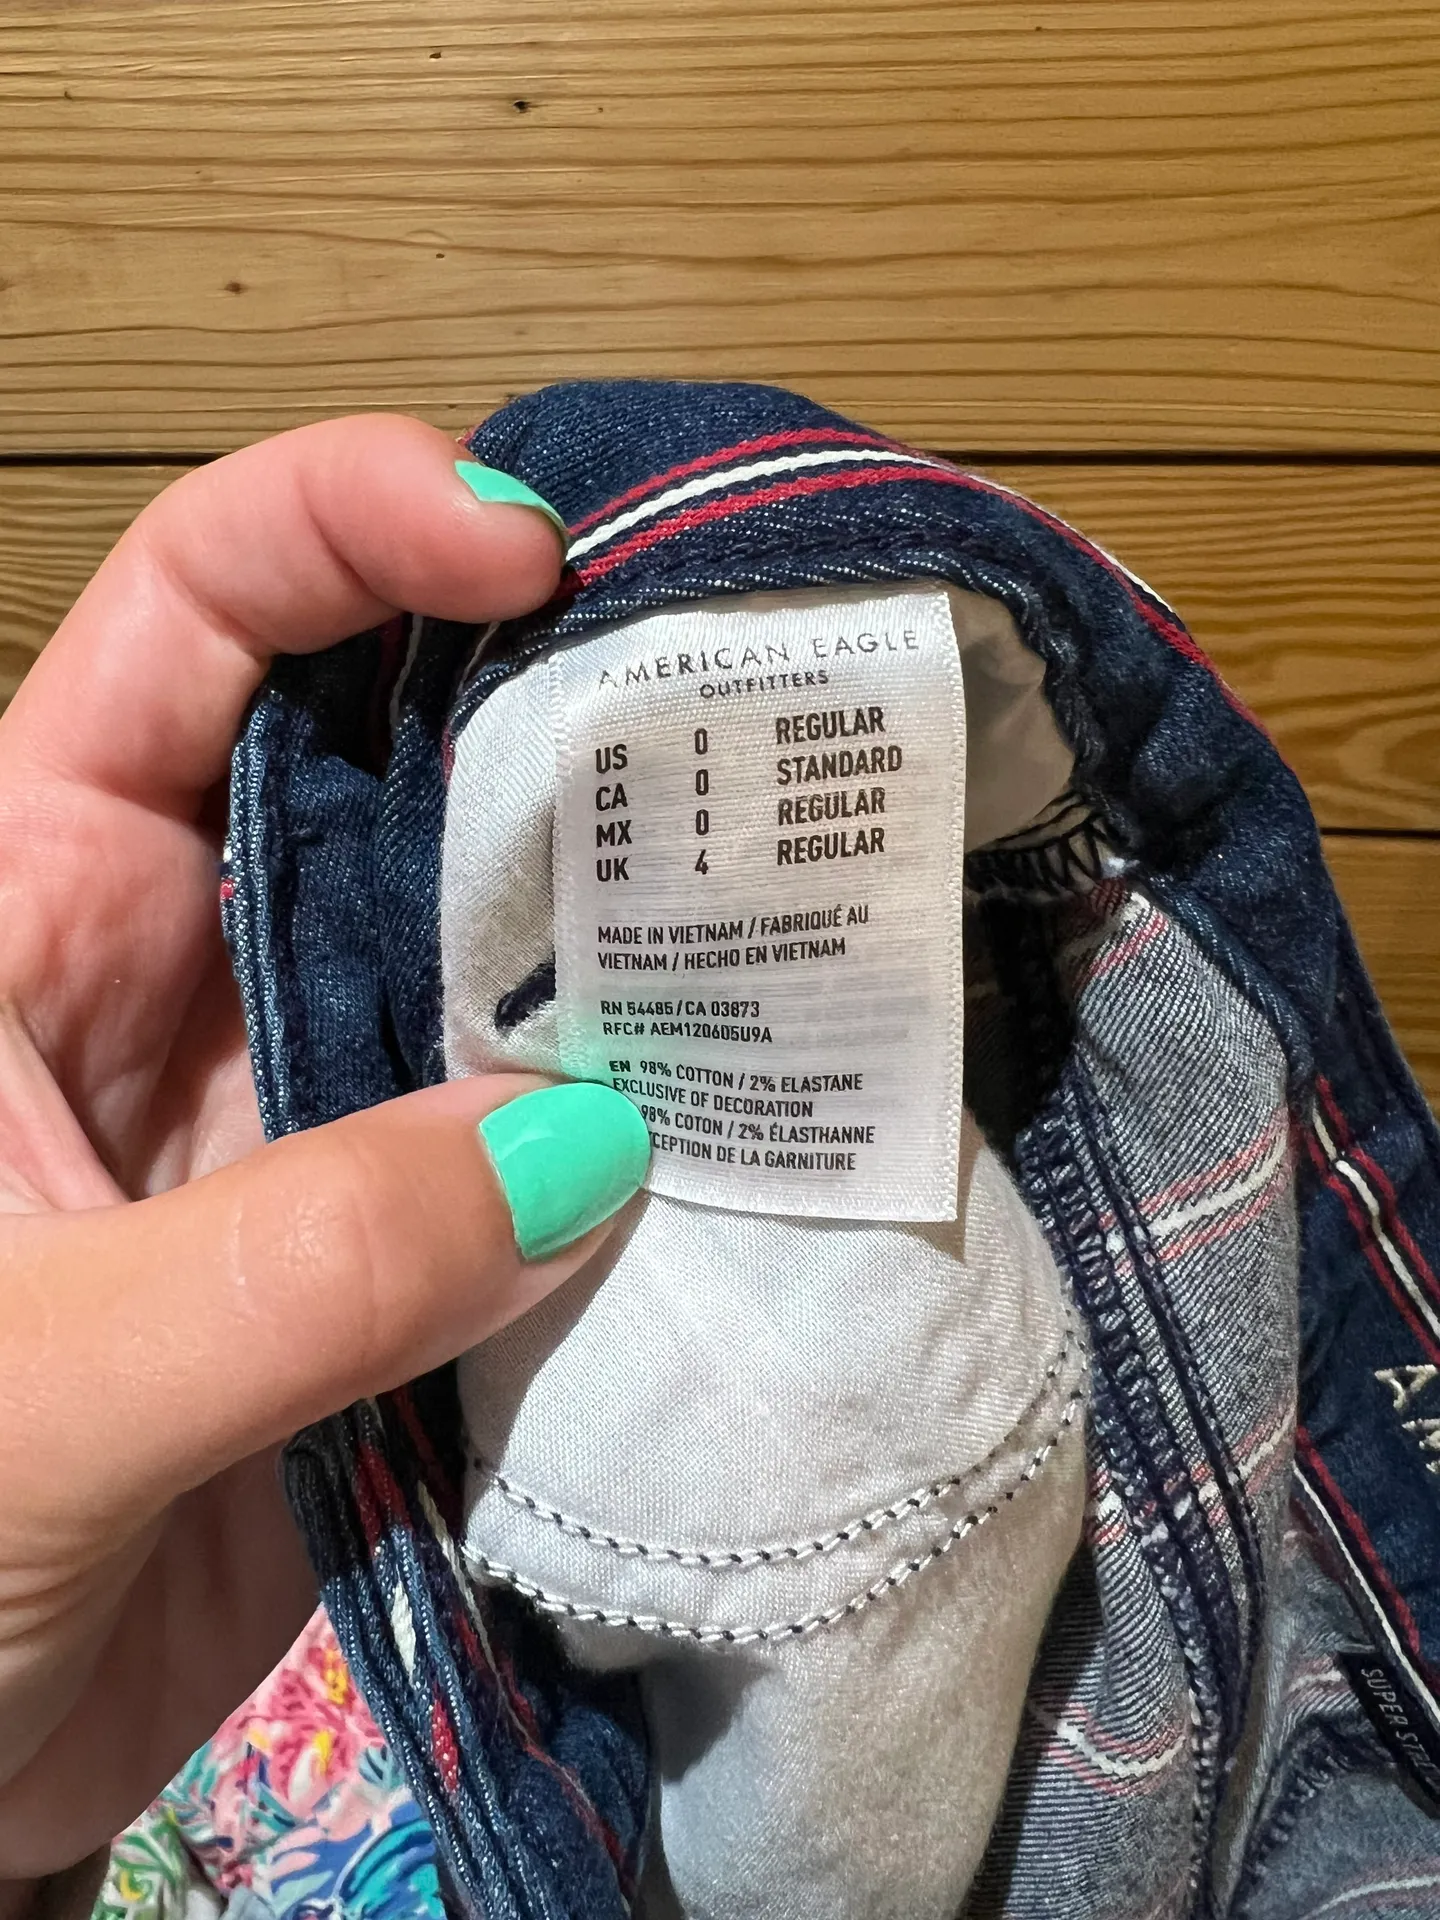 AMERICAN EAGLE
OUTFITTERS
US 0 REGULAR
CA 0 STANDARD
MX 0 REGULAR
UK 4 REGULAR
MADE IN VIETNAM / FABRIQUÉ AU
VIETNAM / HECHO EN VIETNAM
RN 54485/CA 03873
RFC# AEM120605U9A
EN 98% COTTON / 2% ELASTANE
EXCLUSIVE OF DECORATION
98% COTON / 2% ÉLASTHANNE
DE LA GARNITURE
SUPER